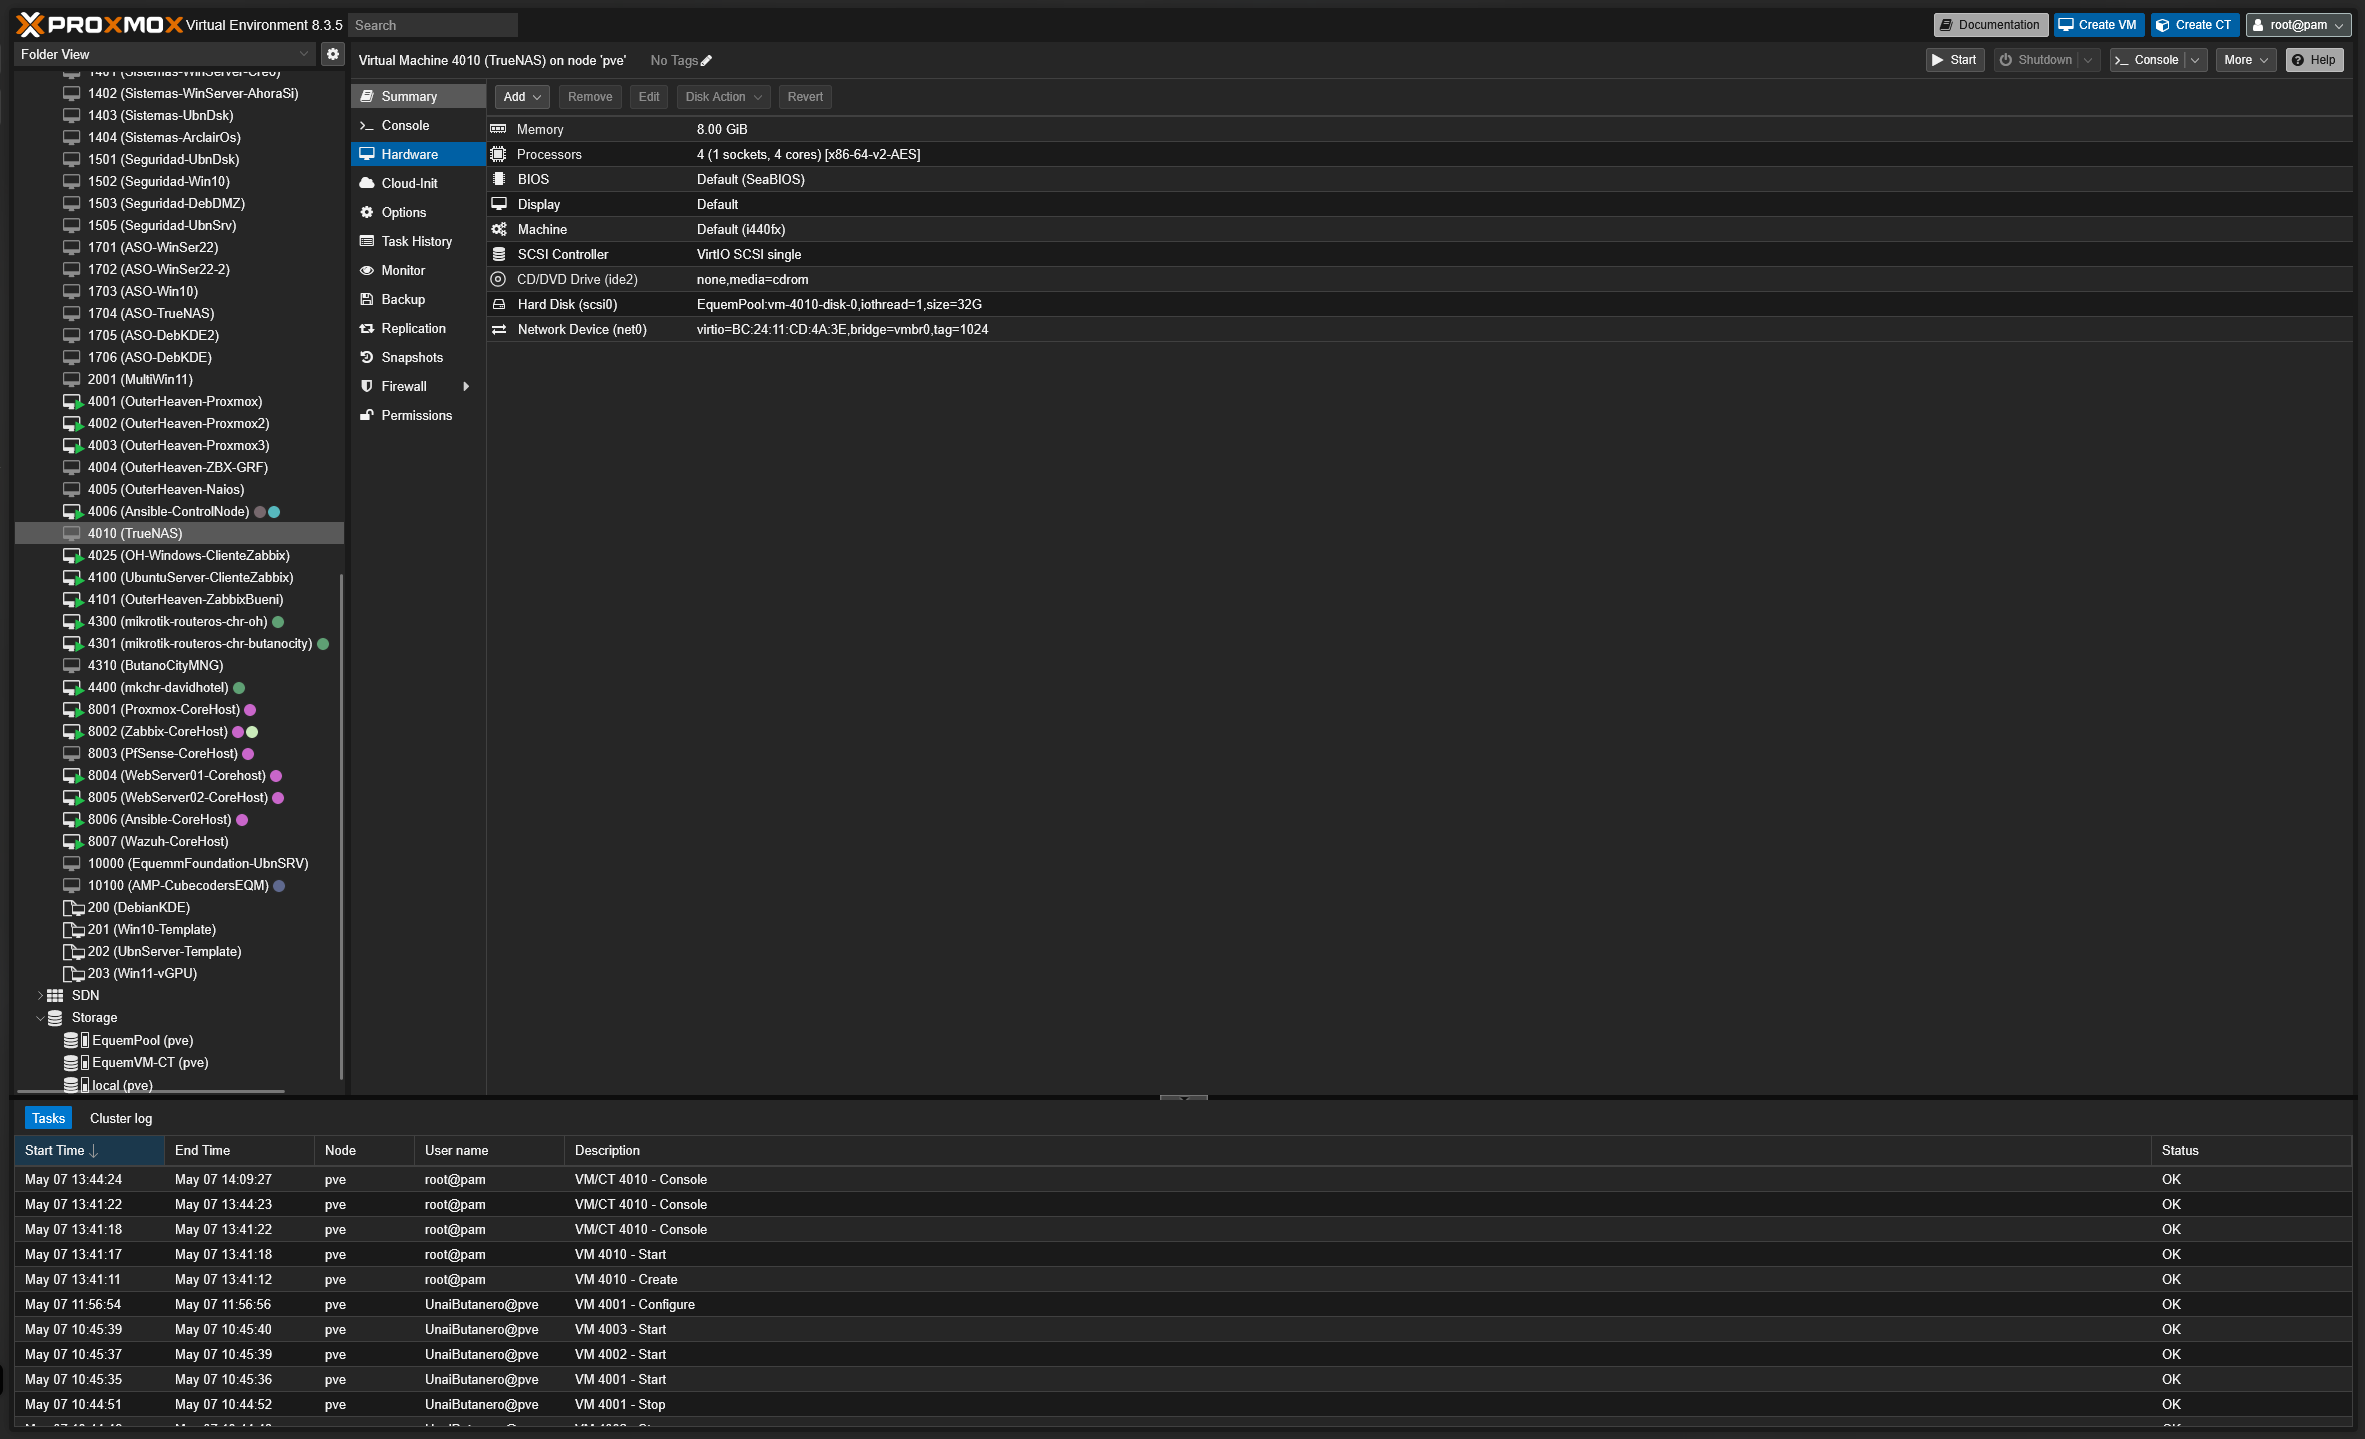 PROXMOX Virtual Environment 8.3.5 Search
Documentation Create VM Create CT root@pam
Folder View
Virtual Machine 4010 (TrueNAS) on node 'pve' No Tags
Start Shutdown Console More Help
1401 (Sistemas-WinServer-Creo)
1402 (Sistemas-WinServer-AhoraSi)
1403 (Sistemas-UbnDsk)
1404 (Sistemas-ArclairOs)
1501 (Seguridad-UbnDsk)
1502 (Seguridad-Win10)
1503 (Seguridad-DebDMZ)
1505 (Seguridad-UbnSrv)
1701 (ASO-WinSer22)
1702 (ASO-WinSer22-2)
1703 (ASO-Win10)
1704 (ASO-TrueNAS)
1705 (ASO-DebKDE2)
1706 (ASO-DebKDE)
2001 (MultiWin11)
4001 (OuterHeaven-Proxmox)
4002 (OuterHeaven-Proxmox2)
4003 (OuterHeaven-Proxmox3)
4004 (OuterHeaven-ZBX-GRF)
4005 (OuterHeaven-Naios)
4006 (Ansible-ControlNode)
4010 (TrueNAS)
4025 (OH-Windows-ClienteZabbix)
4100 (UbuntuServer-ClienteZabbix)
4101 (OuterHeaven-ZabbixBueni)
4300 (mikrotik-routeros-chr-oh)
4301 (mikrotik-routeros-chr-butanocity)
4310 (ButanoCityMNG)
4400 (mkchr-davidhotel)
8001 (Proxmox-CoreHost)
8002 (Zabbix-CoreHost)
8003 (PfSense-CoreHost)
8004 (WebServer01-Corehost)
8005 (WebServer02-CoreHost)
8006 (Ansible-CoreHost)
8007 (Wazuh-CoreHost)
10000 (EquemmFoundation-UbnSRV)
10100 (AMP-CubecodersEQM)
200 (DebianKDE)
201 (Win10-Template)
202 (UbnServer-Template)
203 (Win11-vGPU)
SDN
Storage
EquemPool (pve)
EquemVM-CT (pve)
local (pve)
Summary
Console
Hardware
Cloud-Init
Options
Task History
Monitor
Backup
Replication
Snapshots
Firewall
Permissions
Add Remove Edit Disk Action Revert
Memory 8.00 GiB
Processors 4 (1 sockets, 4 cores) [x86-64-v2-AES]
BIOS Default (SeaBIOS)
Display Default
Machine Default (i440fx)
SCSI Controller VirtIO SCSI single
CD/DVD Drive (ide2) none,media=cdrom
Hard Disk (scsi0) EquemPool:vm-4010-disk-0,iothread=1,size=32G
Network Device (net0) virtio=BC:24:11:CD:4A:3E,bridge=vmbr0,tag=1024
Tasks Cluster log
Start Time End Time Node User name Description Status
May 07 13:44:24 May 07 14:09:27 pve root@pam VM/CT 4010 - Console OK
May 07 13:41:22 May 07 13:44:23 pve root@pam VM/CT 4010 - Console OK
May 07 13:41:18 May 07 13:41:22 pve root@pam VM/CT 4010 - Console OK
May 07 13:41:17 May 07 13:41:18 pve root@pam VM 4010 - Start OK
May 07 13:41:11 May 07 13:41:12 pve root@pam VM 4010 - Create OK
May 07 11:56:54 May 07 11:56:56 pve UnaiButanero@pve VM 4001 - Configure OK
May 07 10:45:39 May 07 10:45:40 pve UnaiButanero@pve VM 4003 - Start OK
May 07 10:45:37 May 07 10:45:39 pve UnaiButanero@pve VM 4002 - Start OK
May 07 10:45:35 May 07 10:45:36 pve UnaiButanero@pve VM 4001 - Start OK
May 07 10:44:51 May 07 10:44:52 pve UnaiButanero@pve VM 4001 - Stop OK